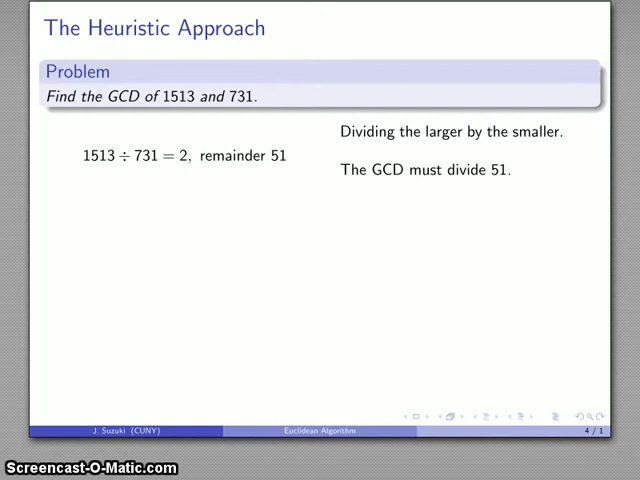 The Heuristic Approach
Problem
Find the GCD of 1513 and 731.
Dividing the larger by the smaller.
1513 ÷ 731 = 2, remainder 51
The GCD must divide 51.
J. Suzuki (CUNY) Euclidean Algorithm 4 / 1
Screencast-O-Matic.com